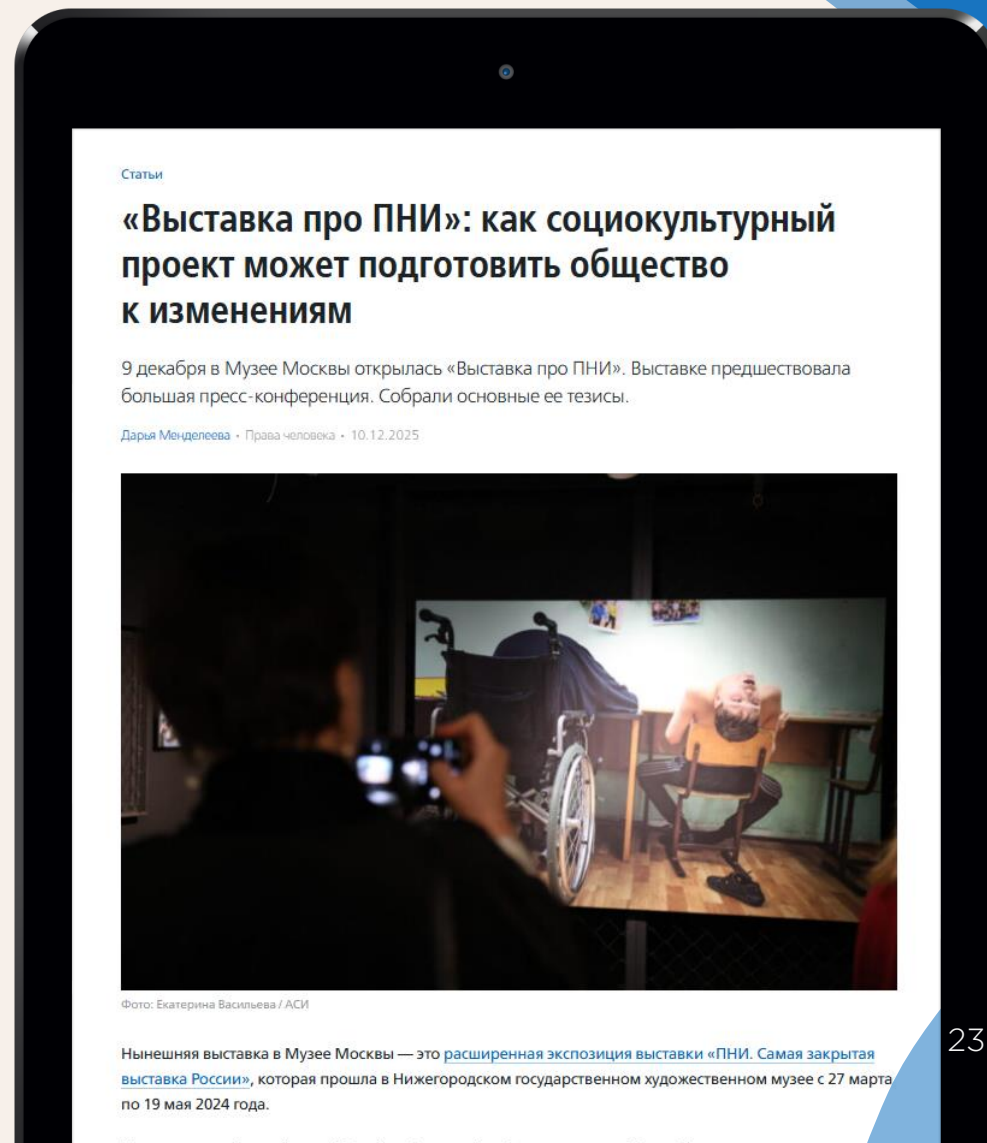 Статьи
«Выставка про ПНИ»: как социокультурный
проект может подготовить общество
к изменениям
9 декабря в Музее Москвы открылась «Выставка про ПНИ». Выставке предшествовала
большая пресс-конференция. Собрали основные ее тезисы.
Дарья Менделеева • Права человека • 10.12.2025
Фото: Екатерина Васильева / АСИ
Нынешняя выставка в Музее Москвы — это расширенная экспозиция выставки «ПНИ. Самая закрытая
выставка России», которая прошла в Нижегородском государственном художественном музее с 27 марта
по 19 мая 2024 года.
23